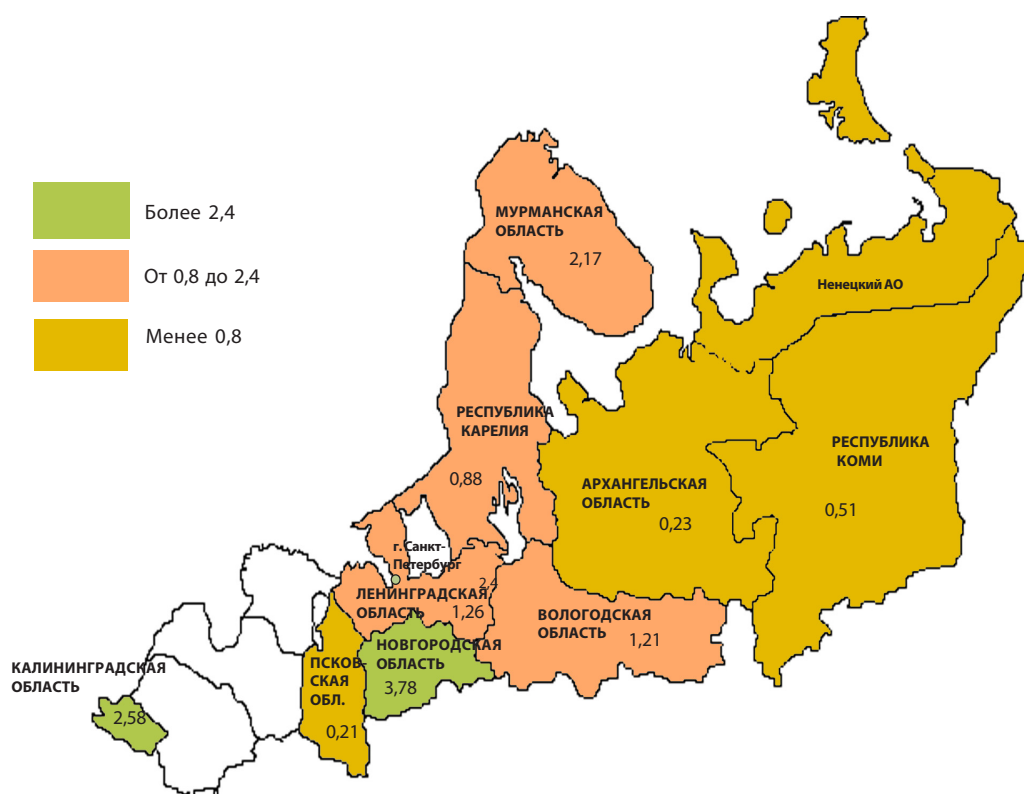 Более 2,4
От 0,8 до 2,4
Менее 0,8
МУРМАНСКАЯ
ОБЛАСТЬ
2,17
Ненецкий АО
РЕСПУБЛИКА
КАРЕЛИЯ
0,88
РЕСПУБЛИКА
КОМИ
0,51
АРХАНГЕЛЬСКАЯ
ОБЛАСТЬ
0,23
г.Санкт-
Петербург
2,4
ЛЕНИНГРАДСКАЯ
ОБЛАСТЬ
1,26
ВОЛОГОДСКАЯ
ОБЛАСТЬ
1,21
НОВГОРОДСКАЯ
ОБЛАСТЬ
3,78
ПСКОВ-
СКАЯ
ОБЛ.
0,21
КАЛИНИНГРАДСКАЯ
ОБЛАСТЬ
2,58